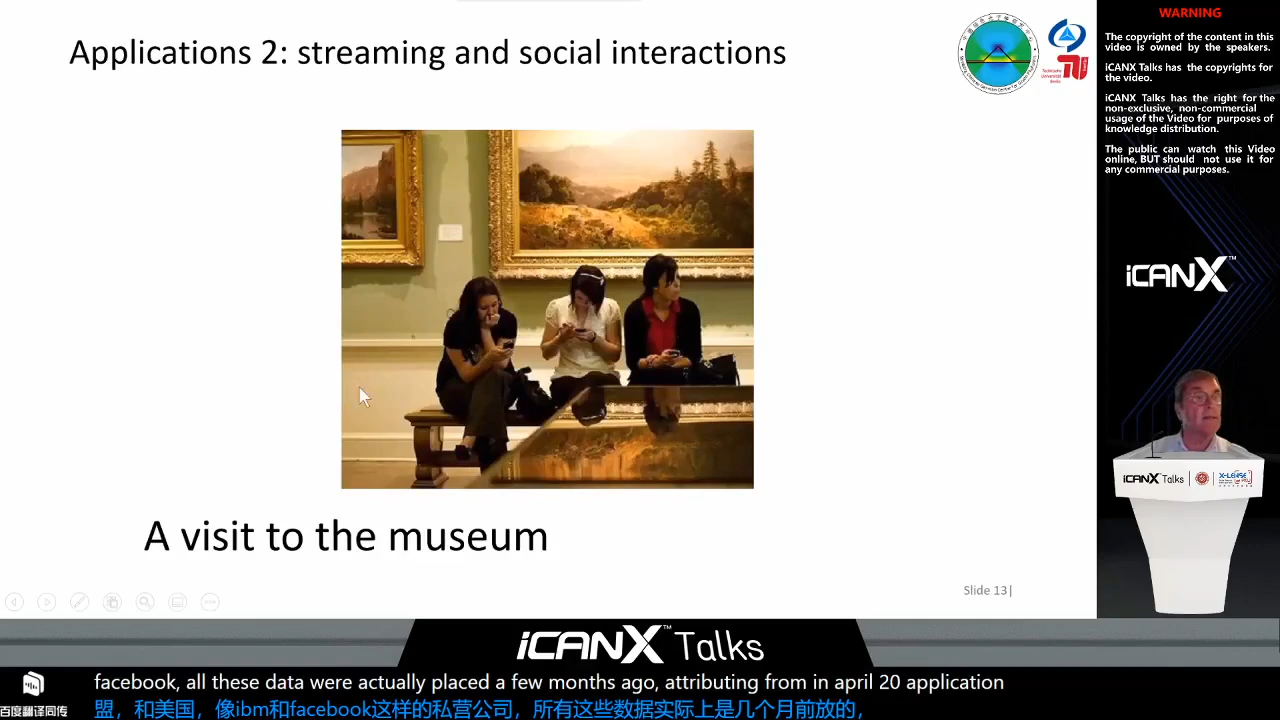 Applications 2: streaming and social interactions
Technische
Universität
Berlin
A visit to the museum
Slide 13|
WARNING
The copyright of the content in this
video is owned by the speakers.
iCANX Talks has the copyrights for
the video.
iCANX Talks has the right for the
non-exclusive, non-commercial
usage of the Video for purposes of
knowledge distribution.
The public can watch this Video
online, BUT should not use it for
any commercial purposes.
iCANX™
iCANX Talks
X-LENSE
iCANX™ Talks
facebook, all these data were actually placed a few months ago, attributing from in april 20 application
盟，和美国，像ibm和facebook这样的私营公司，所有这些数据实际上是几个月前放的，
百度翻译同传